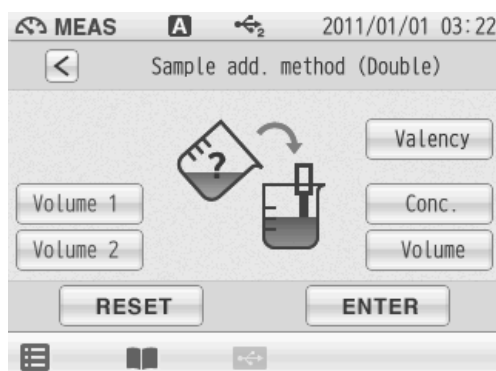 MEAS A 2 2011/01/01 03:22
< Sample add. method (Double)
?
Valency
Volume 1 Conc.
Volume 2 Volume
RESET ENTER